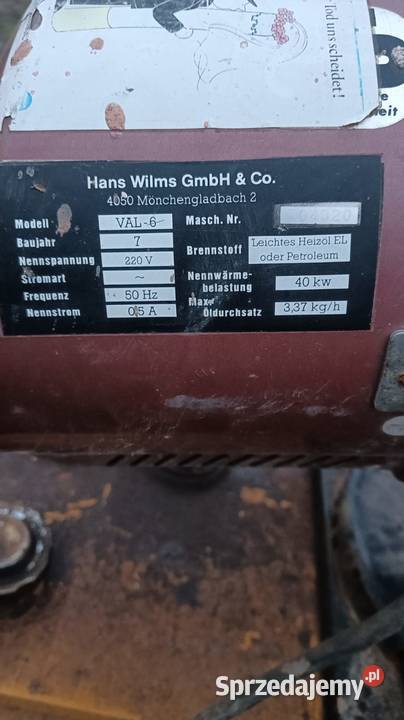 Tod uns scheidet!
Hans Wilms GmbH & Co.
4050 Mönchengladbach 2
Modell VAL-6 Masch. Nr.
Baujahr 7 Brennstoff Leichtes Heizöl EL oder Petroleum
Nennspannung 220 V
Stromart ~ Nennwärme-
belastung 40 kw
Frequenz 50 Hz
Nennstrom 0,5 A Max.
Öldurchsatz 3,37 kg/h
Sprzedajemy.pl